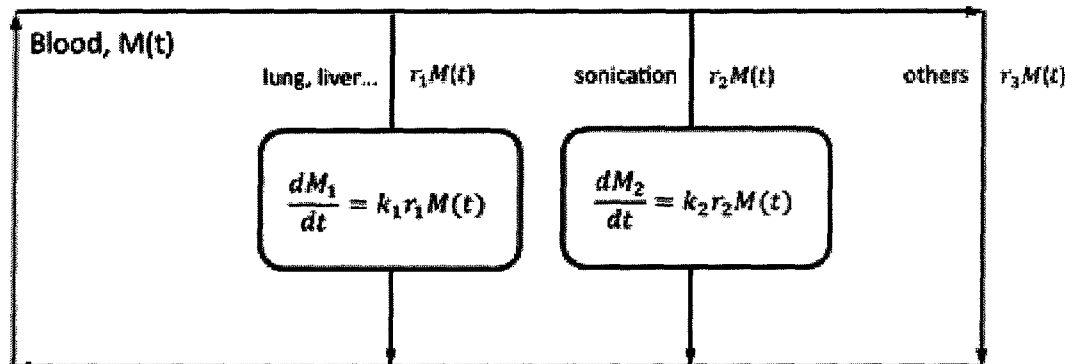 Blood, M(t)
lung, liver... r₁M(t)
sonication r₂M(t)
others r₃M(t)
dM₁/dt = k₁r₁M(t)
dM₂/dt = k₂r₂M(t)